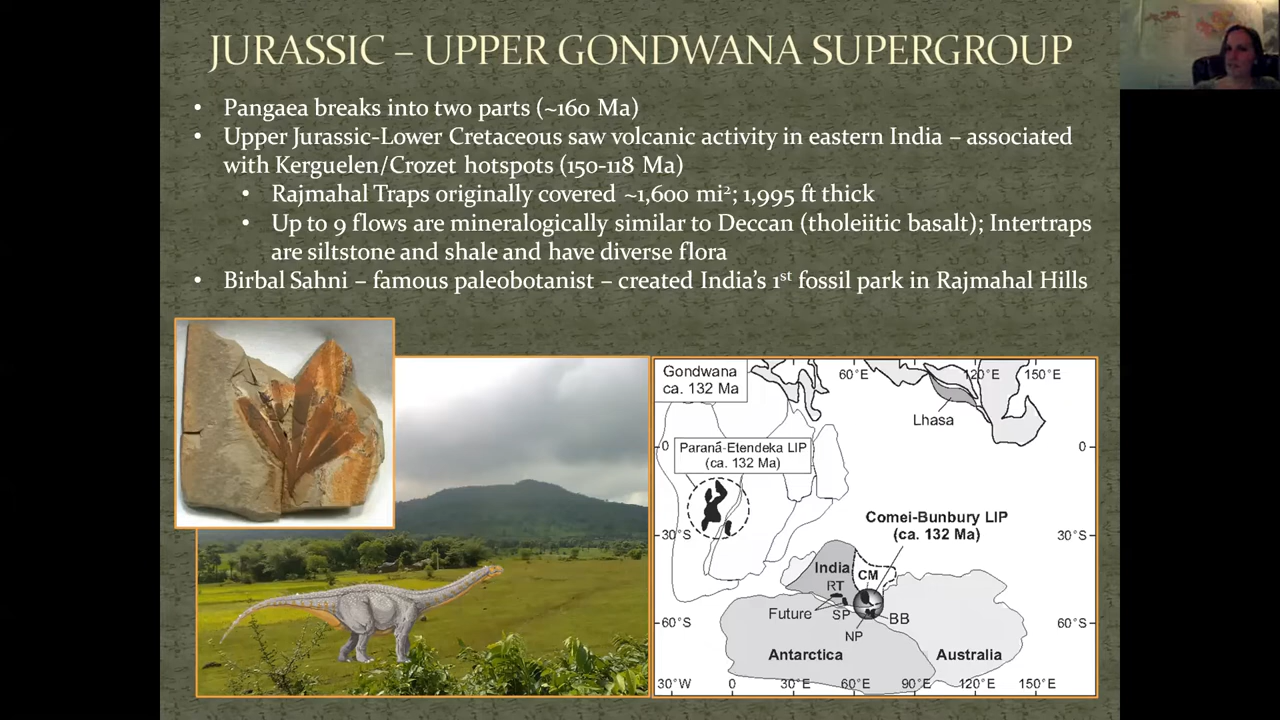 JURASSIC – UPPER GONDWANA SUPERGROUP
• Pangaea breaks into two parts (~160 Ma)
• Upper Jurassic-Lower Cretaceous saw volcanic activity in eastern India – associated
with Kerguelen/Crozet hotspots (150-118 Ma)
• Rajmahal Traps originally covered ~1,600 mi²; 1,995 ft thick
• Up to 9 flows are mineralogically similar to Deccan (tholeiitic basalt); Intertraps
are siltstone and shale and have diverse flora
• Birbal Sahni – famous paleobotanist – created India's 1st fossil park in Rajmahal Hills
Gondwana
ca. 132 Ma
60°E
120°E
150°E
Lhasa
0
0
Paraná-Etendeka LIP
(ca. 132 Ma)
Comei-Bunbury LIP
(ca. 132 Ma)
30°S
30°S
India
CM
RT
Future
SP
BB
NP
60°S
60°S
Antarctica
Australia
30°W
0
30°E
60°E
90°E
120°E
150°E